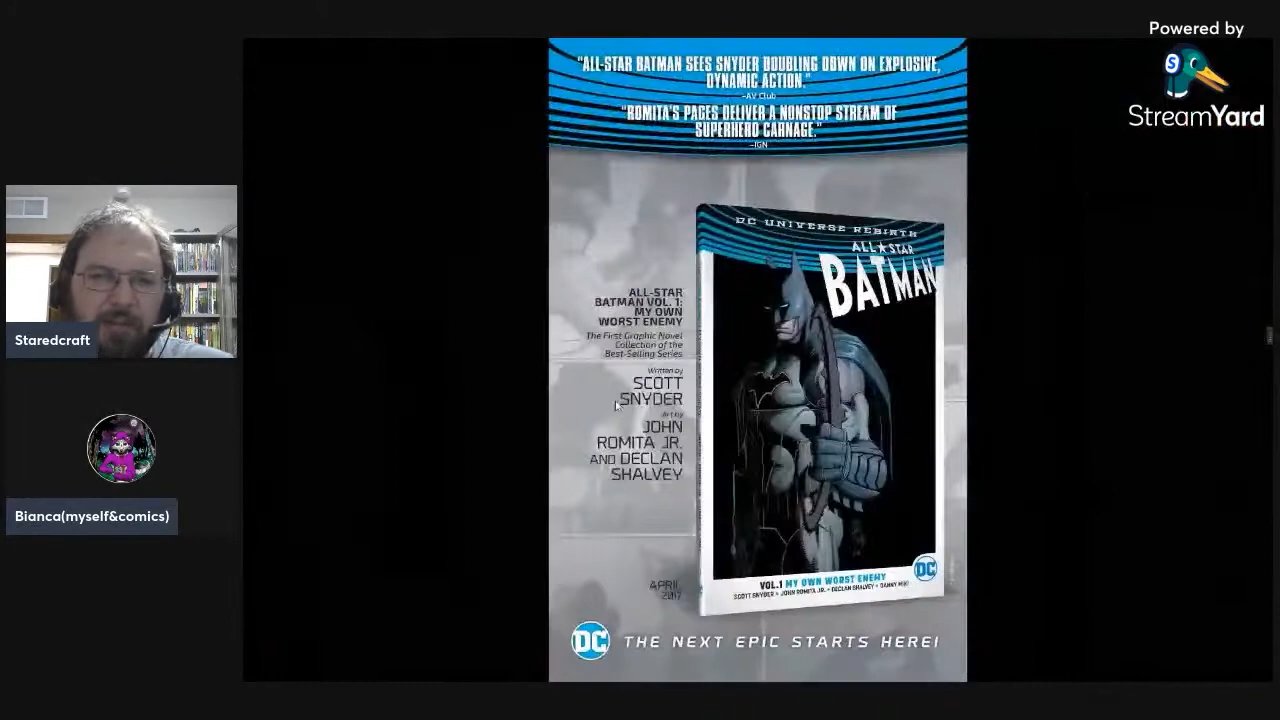 Powered by
StreamYard
"ALL-STAR BATMAN SEES SNYDER DOUBLING DOWN ON EXPLOSIVE,
DYNAMIC ACTION."
–AV Club
"ROMITA'S PAGES DELIVER A NONSTOP STREAM OF
SUPERHERO CARNAGE."
–IGN
DC UNIVERSE REBIRTH
ALL★STAR
BATMAN
ALL-STAR
BATMAN VOL. 1:
MY OWN
WORST ENEMY
The First Graphic Novel
Collection of the
Best-Selling Series
Written by
SCOTT
SNYDER
Art by
JOHN
ROMITA JR.
AND DECLAN
SHALVEY
APRIL
2017
VOL.1 MY OWN WORST ENEMY
SCOTT SNYDER • JOHN ROMITA JR. • DECLAN SHALVEY • DANNY MIKI
DC
DC
THE NEXT EPIC STARTS HERE!
Staredcraft
Bianca(myself&comics)